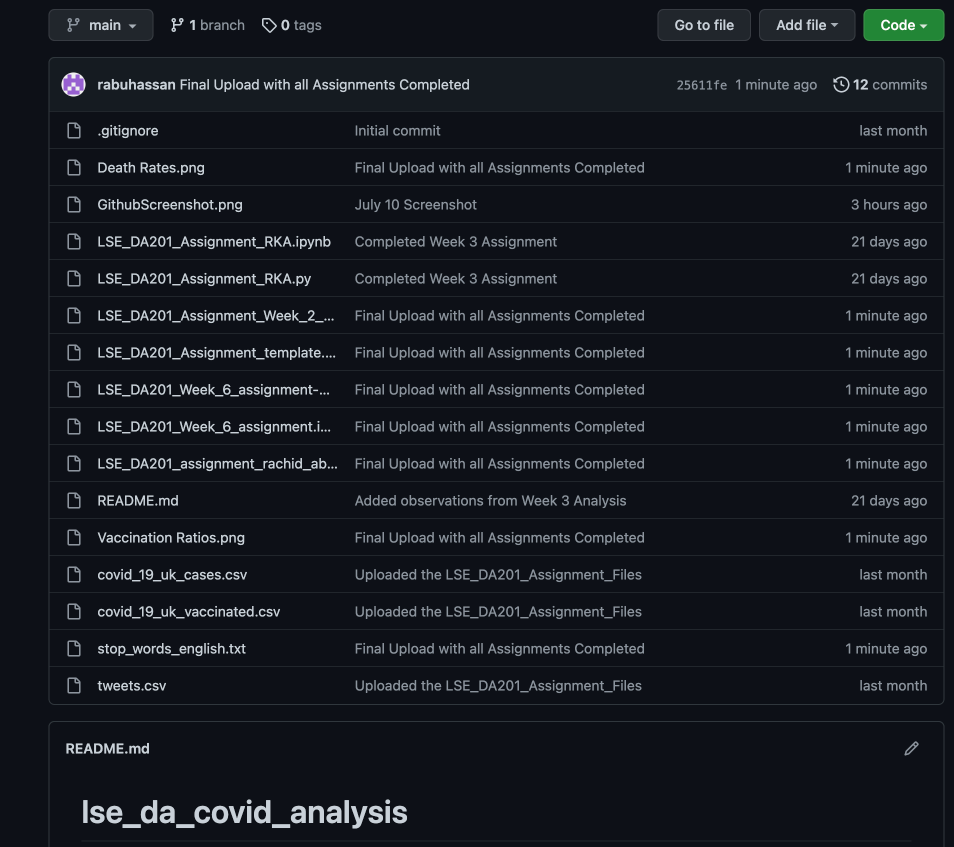 main 1 branch 0 tags Go to file Add file Code
rabuhassan Final Upload with all Assignments Completed 25611fe 1 minute ago 12 commits
.gitignore Initial commit last month
Death Rates.png Final Upload with all Assignments Completed 1 minute ago
GithubScreenshot.png July 10 Screenshot 3 hours ago
LSE_DA201_Assignment_RKA.ipynb Completed Week 3 Assignment 21 days ago
LSE_DA201_Assignment_RKA.py Completed Week 3 Assignment 21 days ago
LSE_DA201_Assignment_Week_2_... Final Upload with all Assignments Completed 1 minute ago
LSE_DA201_Assignment_template.... Final Upload with all Assignments Completed 1 minute ago
LSE_DA201_Week_6_assignment-... Final Upload with all Assignments Completed 1 minute ago
LSE_DA201_Week_6_assignment.i... Final Upload with all Assignments Completed 1 minute ago
LSE_DA201_assignment_rachid_ab... Final Upload with all Assignments Completed 1 minute ago
README.md Added observations from Week 3 Analysis 21 days ago
Vaccination Ratios.png Final Upload with all Assignments Completed 1 minute ago
covid_19_uk_cases.csv Uploaded the LSE_DA201_Assignment_Files last month
covid_19_uk_vaccinated.csv Uploaded the LSE_DA201_Assignment_Files last month
stop_words_english.txt Final Upload with all Assignments Completed 1 minute ago
tweets.csv Uploaded the LSE_DA201_Assignment_Files last month
README.md
lse_da_covid_analysis